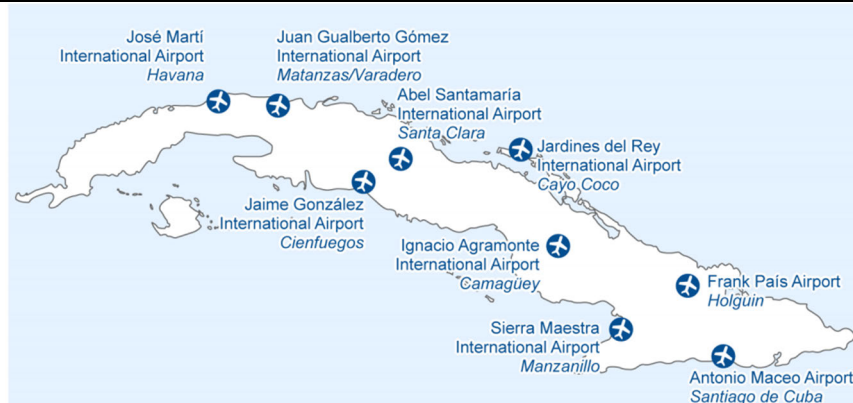 José Martí
International Airport
Havana
Juan Gualberto Gómez
International Airport
Matanzas/Varadero
Abel Santamaría
International Airport
Santa Clara
Jardines del Rey
International Airport
Cayo Coco
Jaime González
International Airport
Cienfuegos
Ignacio Agramonte
International Airport
Camagüey
Frank País Airport
Holguin
Sierra Maestra
International Airport
Manzanillo
Antonio Maceo Airport
Santiago de Cuba